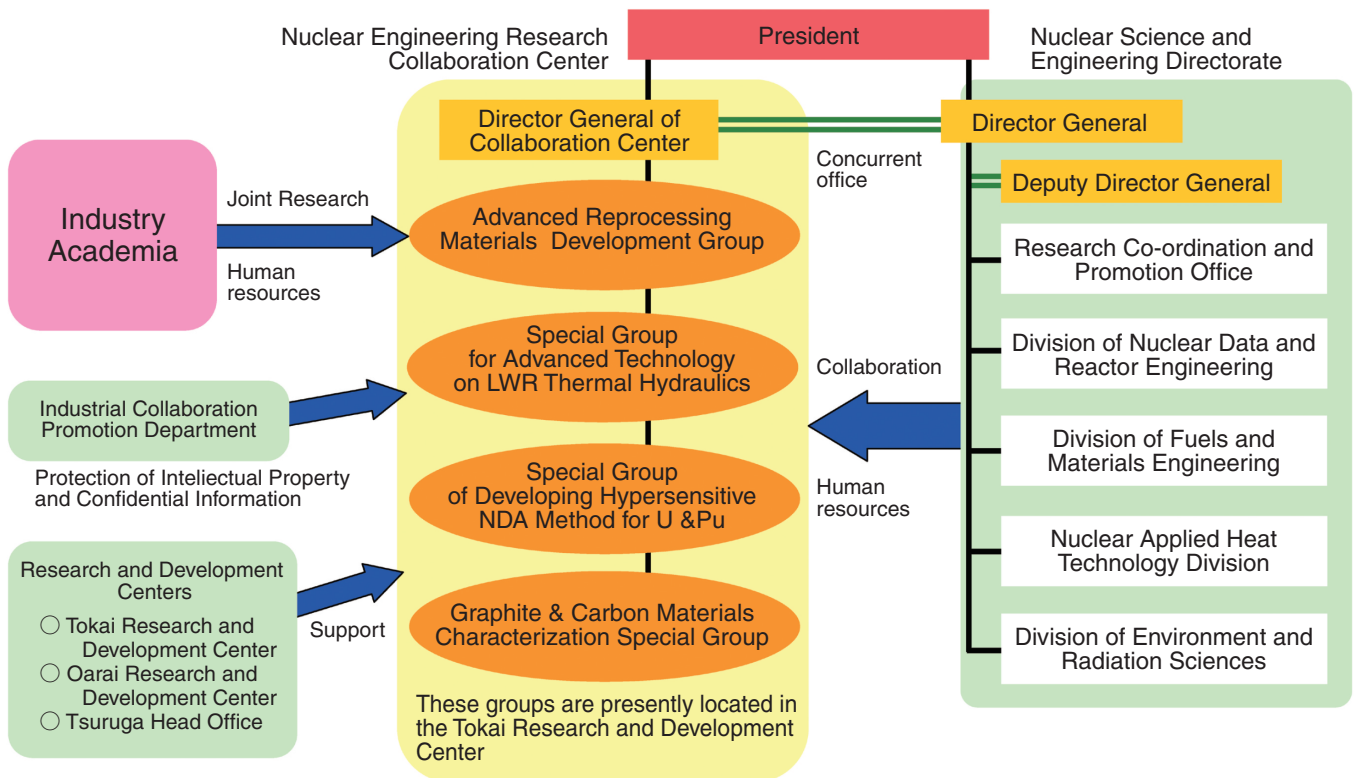 Nuclear Engineering Research
Collaboration Center
President
Nuclear Science and
Engineering Directorate
Director General of
Collaboration Center
Director General
Concurrent
office
Deputy Director General
Industry
Academia
Joint Research
Human
resources
Advanced Reprocessing
Materials Development Group
Research Co-ordination and
Promotion Office
Special Group
for Advanced Technology
on LWR Thermal Hydraulics
Division of Nuclear Data and
Reactor Engineering
Collaboration
Industrial Collaboration
Promotion Department
Protection of Inteliectual Property
and Confidential Information
Special Group
of Developing Hypersensitive
NDA Method for U &Pu
Human
resources
Division of Fuels and
Materials Engineering
Nuclear Applied Heat
Technology Division
Research and Development
Centers
○ Tokai Research and
Development Center
○ Oarai Research and
Development Center
○ Tsuruga Head Office
Support
Graphite & Carbon Materials
Characterization Special Group
Division of Environment and
Radiation Sciences
These groups are presently located in
the Tokai Research and Development
Center